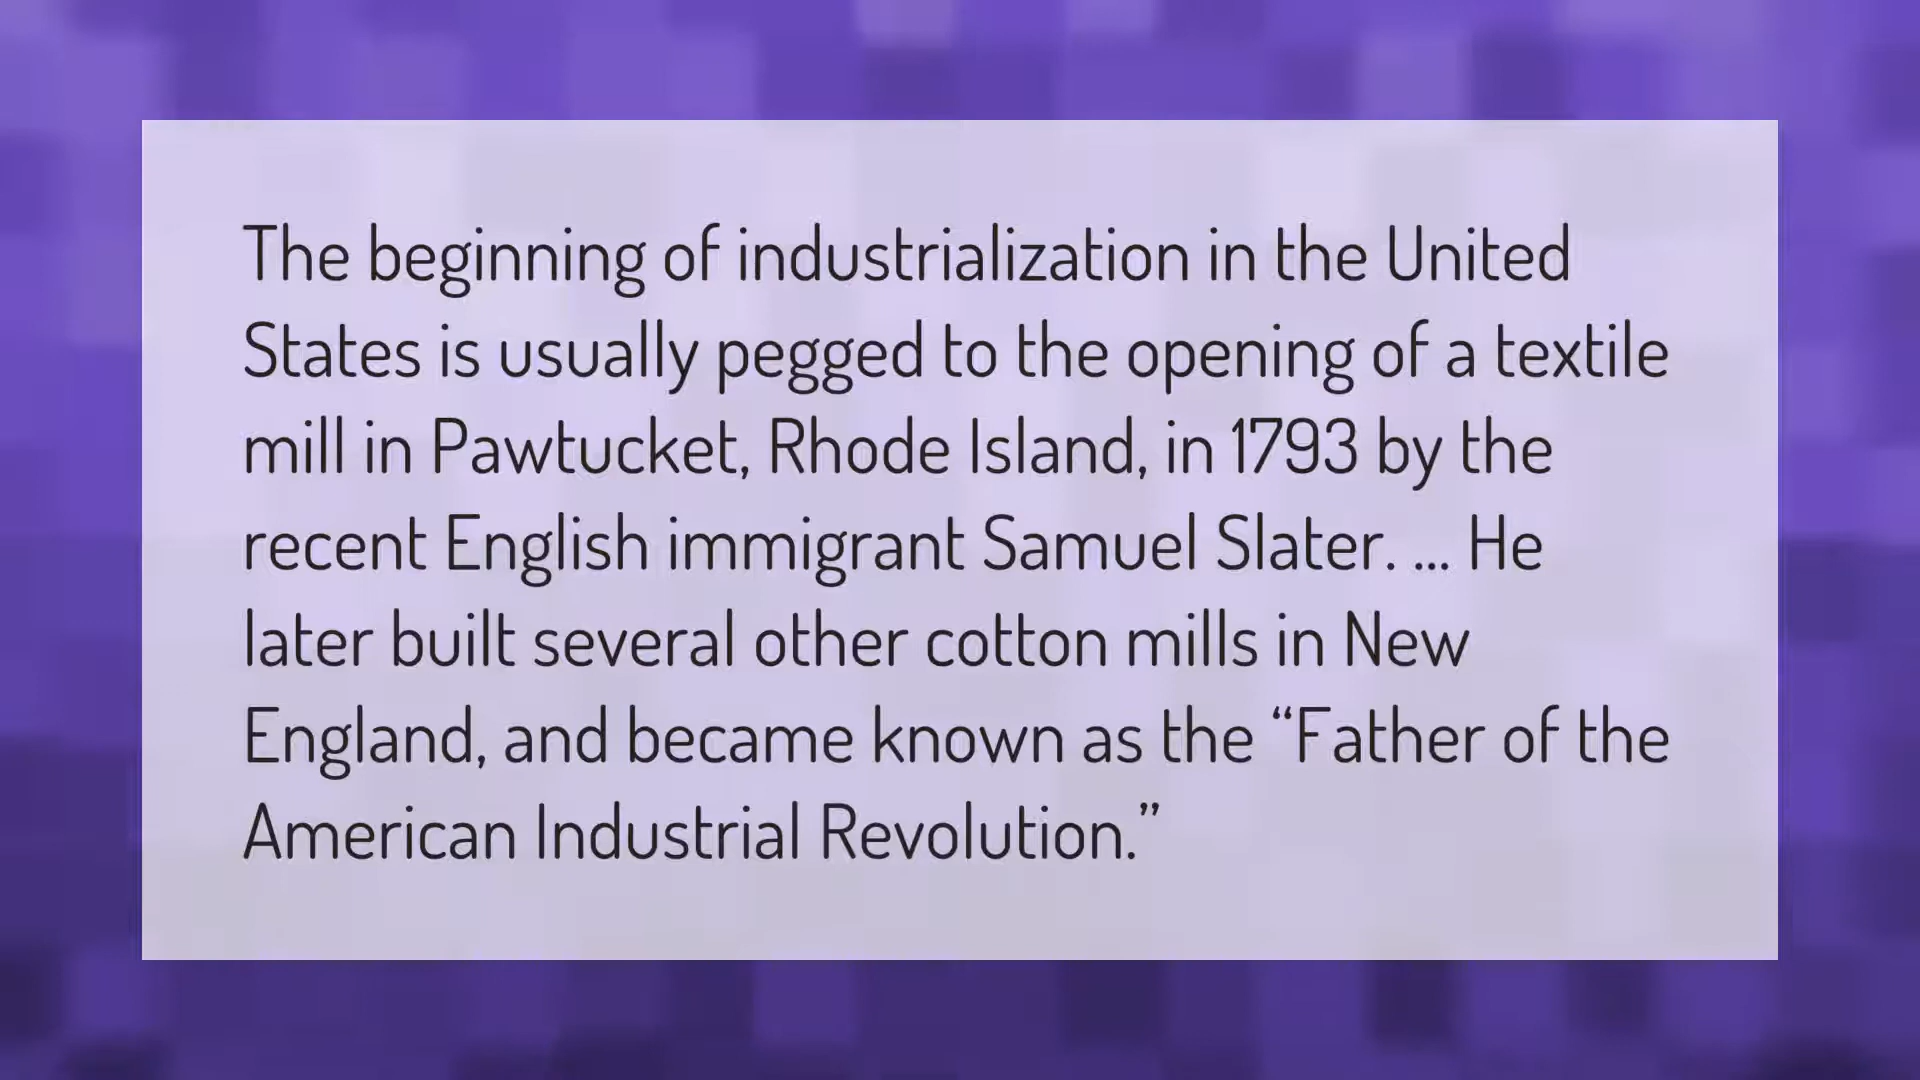 The beginning of industrialization in the United
States is usually pegged to the opening of a textile
mill in Pawtucket, Rhode Island, in 1793 by the
recent English immigrant Samuel Slater. ... He
later built several other cotton mills in New
England, and became known as the “Father of the
American Industrial Revolution.”